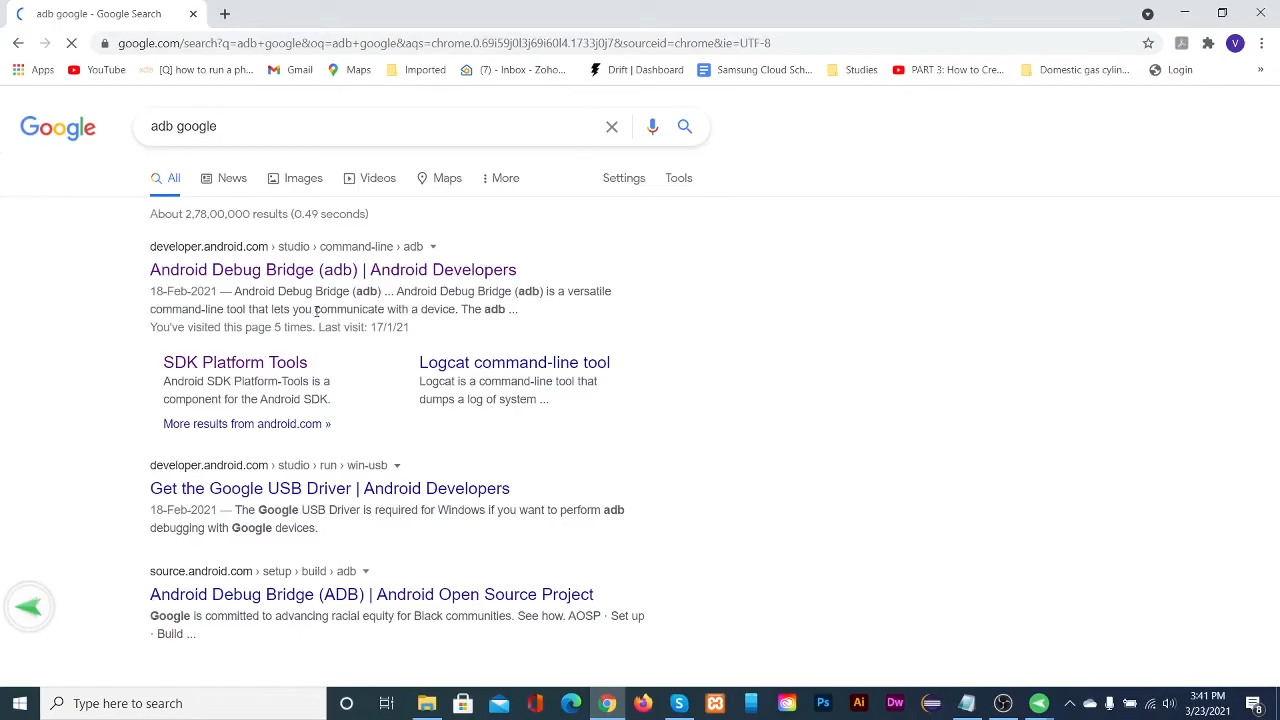 adb google - Google Search
google.com/search?q=adb+google&oq=adb+google&aqs=chrome.0.69i59j0l3j69i60l4.1733j0j7&sourceid=chrome&ie=UTF-8
Apps YouTube [Q] how to run a ph... Gmail Maps Imported (7) - Inbox - Zoho... Drift | Dashboard Samsung Cloud Sch... Studies PART 3: How to Cre... Domestic gas cylin... Login »
Google adb google
All News Images Videos Maps More Settings Tools
About 2,78,00,000 results (0.49 seconds)
developer.android.com › studio › command-line › adb
Android Debug Bridge (adb) | Android Developers
18-Feb-2021 — Android Debug Bridge (adb) ... Android Debug Bridge (adb) is a versatile
command-line tool that lets you communicate with a device. The adb ...
You've visited this page 5 times. Last visit: 17/1/21
SDK Platform Tools
Android SDK Platform-Tools is a
component for the Android SDK.
Logcat command-line tool
Logcat is a command-line tool that
dumps a log of system ...
More results from android.com »
developer.android.com › studio › run › win-usb
Get the Google USB Driver | Android Developers
18-Feb-2021 — The Google USB Driver is required for Windows if you want to perform adb
debugging with Google devices.
source.android.com › setup › build › adb
Android Debug Bridge (ADB) | Android Open Source Project
Google is committed to advancing racial equity for Black communities. See how. AOSP · Set up
· Build ...
Type here to search
3:41 PM
3/23/2021